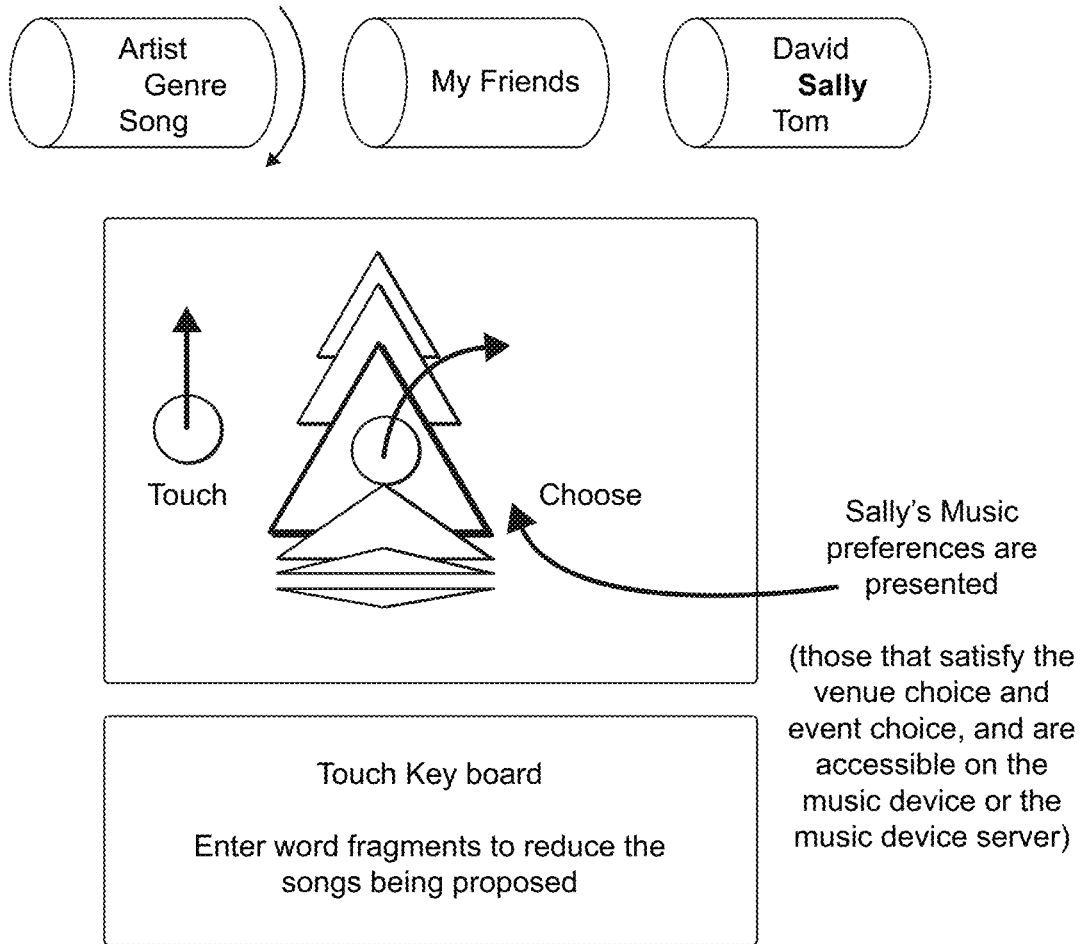 Artist
Genre
Song
My Friends
David
Sally
Tom
Touch
Choose
Sally's Music
preferences are
presented
(those that satisfy the
venue choice and
event choice, and are
accessible on the
music device or the
music device server)
Touch Key board
Enter word fragments to reduce the
songs being proposed